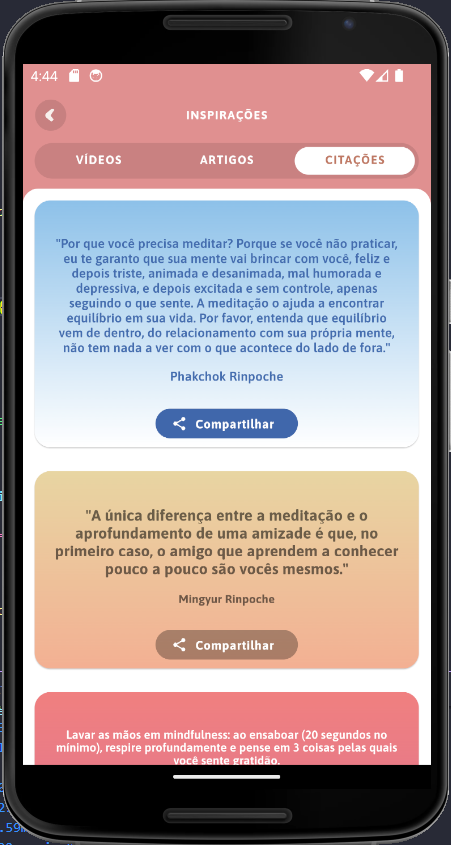 4:44
INSPIRAÇÕES
VÍDEOS ARTIGOS CITAÇÕES
"Por que você precisa meditar? Porque se você não praticar,
eu te garanto que sua mente vai brincar com você, feliz e
depois triste, animada e desanimada, mal humorada e
depressiva, e depois excitada e sem controle, apenas
seguindo o que sente. A meditação o ajuda a encontrar
equilíbrio em sua vida. Por favor, entenda que equilíbrio
vem de dentro, do relacionamento com sua própria mente,
não tem nada a ver com o que acontece do lado de fora."
Phakchok Rinpoche
Compartilhar
"A única diferença entre a meditação e o
aprofundamento de uma amizade é que, no
primeiro caso, o amigo que aprendem a conhecer
pouco a pouco são vocês mesmos."
Mingyur Rinpoche
Compartilhar
Lavar as mãos em mindfulness: ao ensaboar (20 segundos no
mínimo), respire profundamente e pense em 3 coisas pelas quais
você sente gratidão.